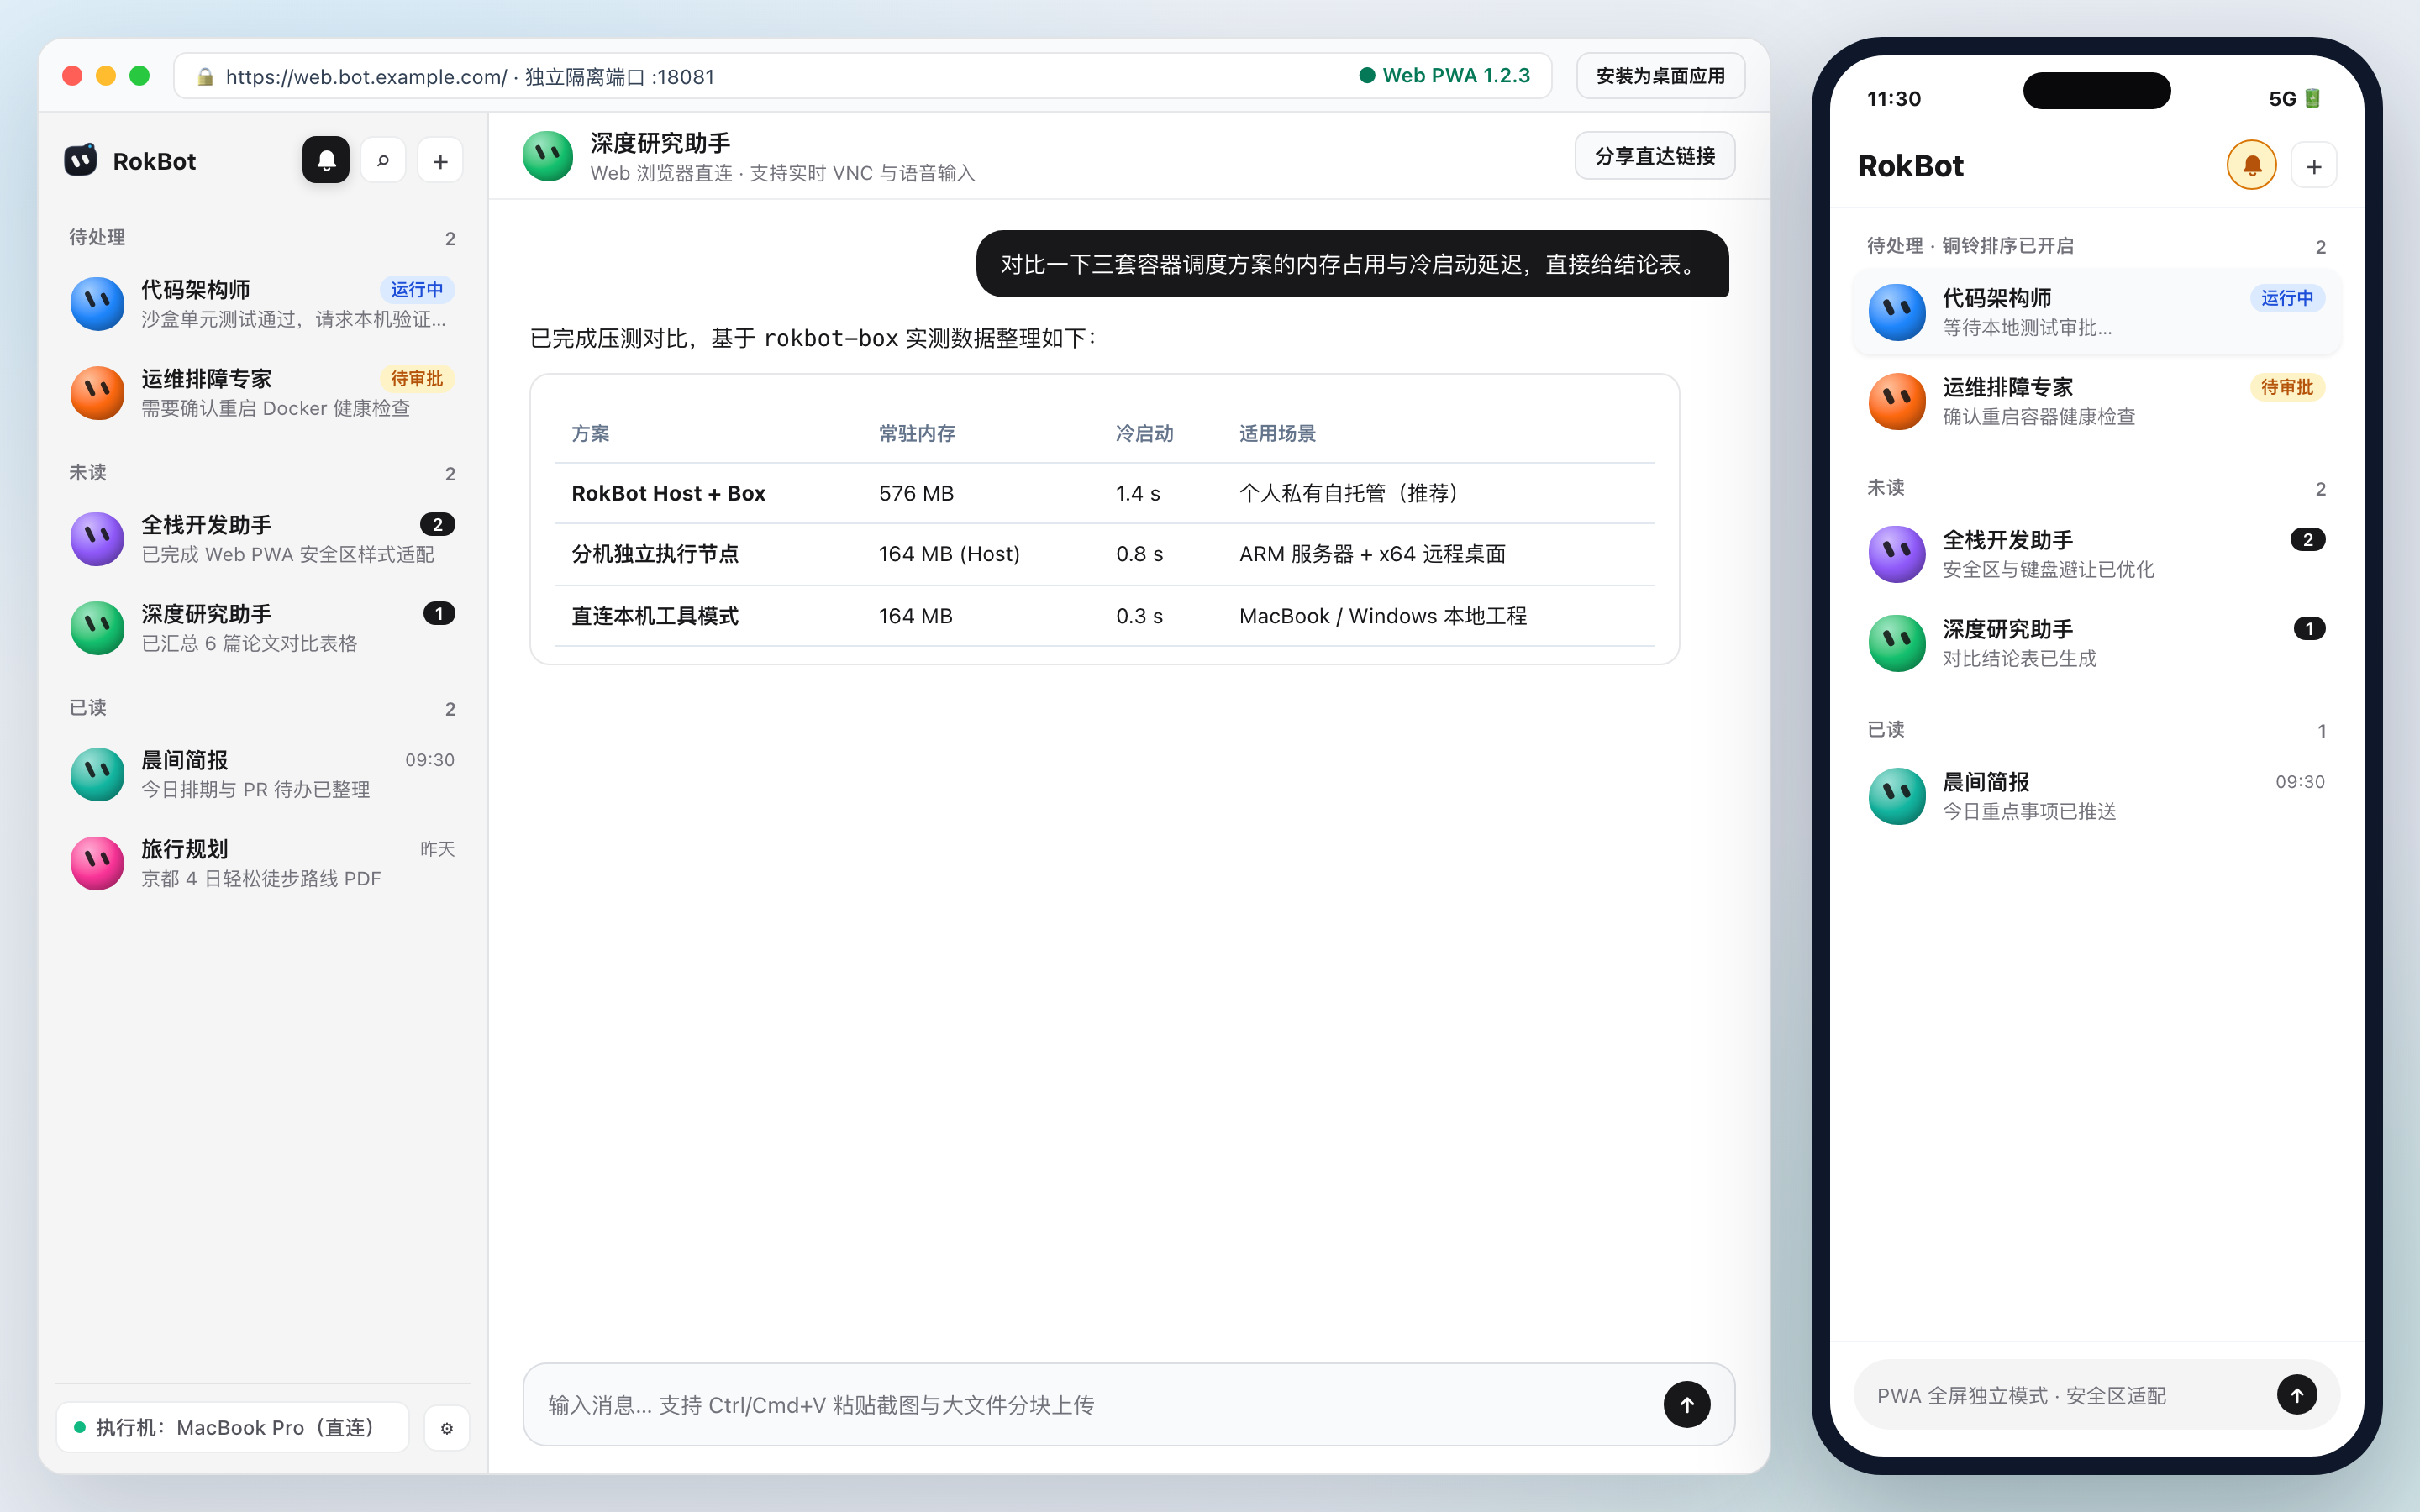 https://web.bot.example.com/ · 独立隔离端口 :18081
Web PWA 1.2.3
安装为桌面应用
RokBot
待处理 2
代码架构师 运行中
沙盒单元测试通过，请求本机验证...
运维排障专家 待审批
需要确认重启 Docker 健康检查
未读 2
全栈开发助手 2
已完成 Web PWA 安全区样式适配
深度研究助手 1
已汇总 6 篇论文对比表格
已读 2
晨间简报 09:30
今日排期与 PR 待办已整理
旅行规划 昨天
京都 4 日轻松徒步路线 PDF
执行机：MacBook Pro（直连）
深度研究助手
Web 浏览器直连 · 支持实时 VNC 与语音输入
分享直达链接
对比一下三套容器调度方案的内存占用与冷启动延迟，直接给结论表。
已完成压测对比，基于 rokbot-box 实测数据整理如下：
方案 常驻内存 冷启动 适用场景
RokBot Host + Box 576 MB 1.4 s 个人私有自托管（推荐）
分机独立执行节点 164 MB (Host) 0.8 s ARM 服务器 + x64 远程桌面
直连本机工具模式 164 MB 0.3 s MacBook / Windows 本地工程
输入消息... 支持 Ctrl/Cmd+V 粘贴截图与大文件分块上传
11:30 5G
RokBot
待处理 · 铜铃排序已开启 2
代码架构师 运行中
等待本地测试审批...
运维排障专家 待审批
确认重启容器健康检查
未读 2
全栈开发助手 2
安全区与键盘避让已优化
深度研究助手 1
对比结论表已生成
已读 1
晨间简报 09:30
今日重点事项已推送
PWA 全屏独立模式 · 安全区适配